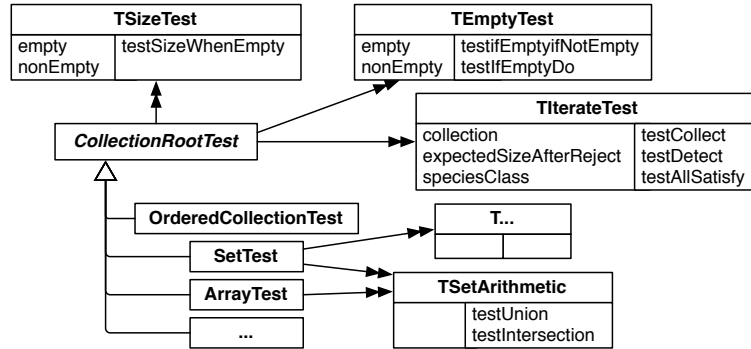 TSizeTest
empty
nonEmpty
testSizeWhenEmpty
TEmptyTest
empty
nonEmpty
testifEmptyifNotEmpty
testIfEmptyDo
CollectionRootTest
TIterateTest
collection
expectedSizeAfterReject
speciesClass
testCollect
testDetect
testAllSatisfy
OrderedCollectionTest
T...
SetTest
ArrayTest
TSetArithmetic
testUnion
testIntersection
...